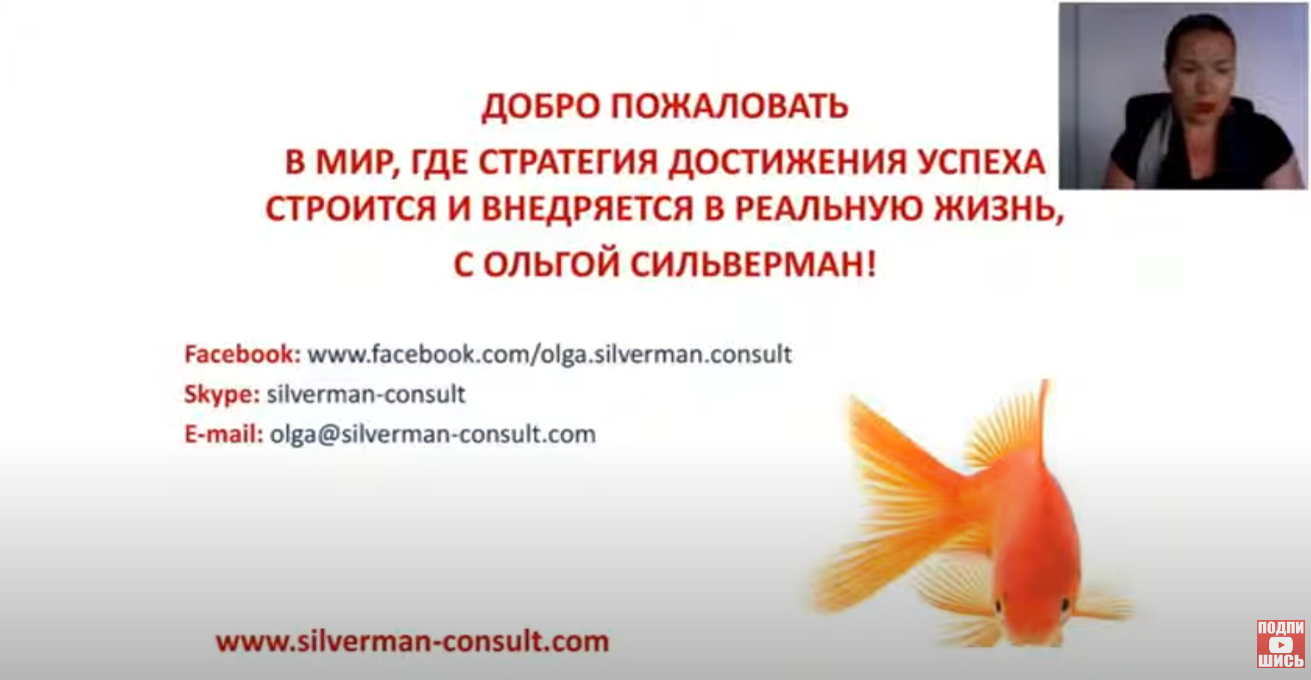 ДОБРО ПОЖАЛОВАТЬ
В МИР, ГДЕ СТРАТЕГИЯ ДОСТИЖЕНИЯ УСПЕХА
СТРОИТСЯ И ВНЕДРЯЕТСЯ В РЕАЛЬНУЮ ЖИЗНЬ,
С ОЛЬГОЙ СИЛЬВЕРМАН!
Facebook: www.facebook.com/olga.silverman.consult
Skype: silverman-consult
E-mail: olga@silverman-consult.com
www.silverman-consult.com
ПОДПИ
ШИСЬ